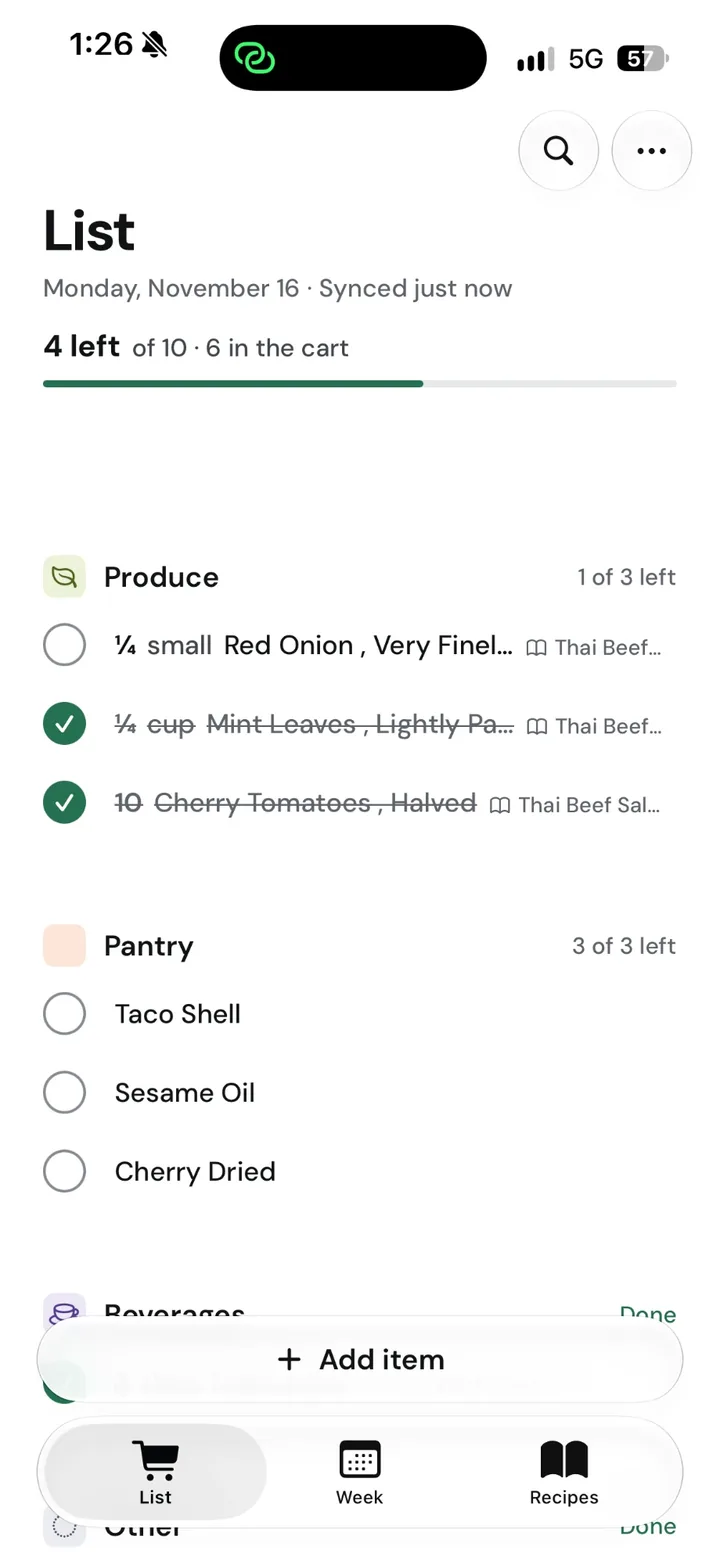 1:26 5G 57
List
Monday, November 16 · Synced just now
4 left of 10 · 6 in the cart
Produce 1 of 3 left
¼ small Red Onion , Very Finel... Thai Beef...
¼ cup Mint Leaves , Lightly Pa... Thai Beef...
10 Cherry Tomatoes , Halved Thai Beef Sal...
Pantry 3 of 3 left
Taco Shell
Sesame Oil
Cherry Dried
Beverages Done
+ Add item
List Week Recipes
Other Done